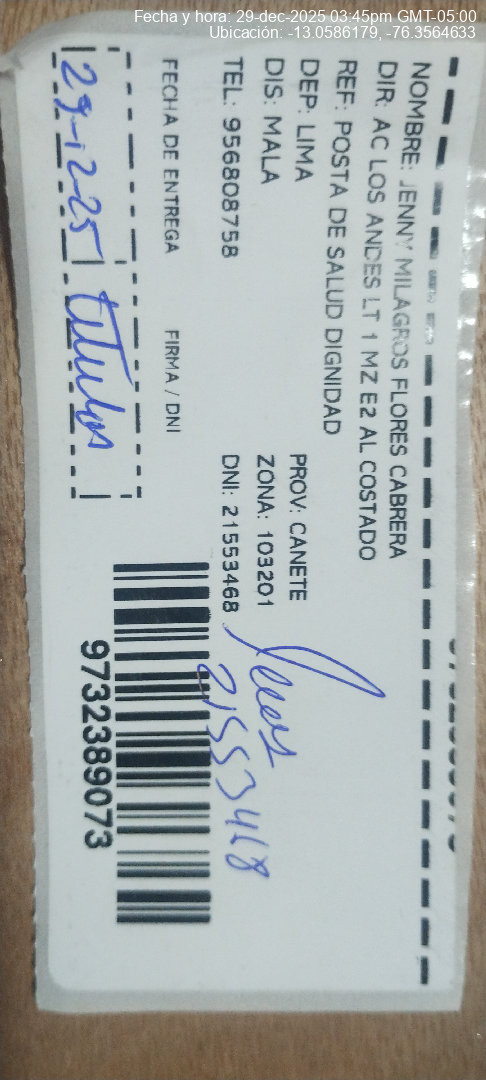 Fecha y hora: 29-dec-2025 03:45pm GMT-05:00
Ubicación: -13.0586179, -76.3564633
NOMBRE: JENNY MILAGROS FLORES CABRERA
DIR: AC LOS ANDES LT 1 MZ E2 AL COSTADO
REF: POSTA DE SALUD DIGNIDAD
DEP: LIMA PROV: CANETE
DIS: MALA ZONA: 103201
TEL: 956808758 DNI: 21553468
21553468
FECHA DE ENTREGA FIRMA / DNI
29-12-25 titular
9732389073